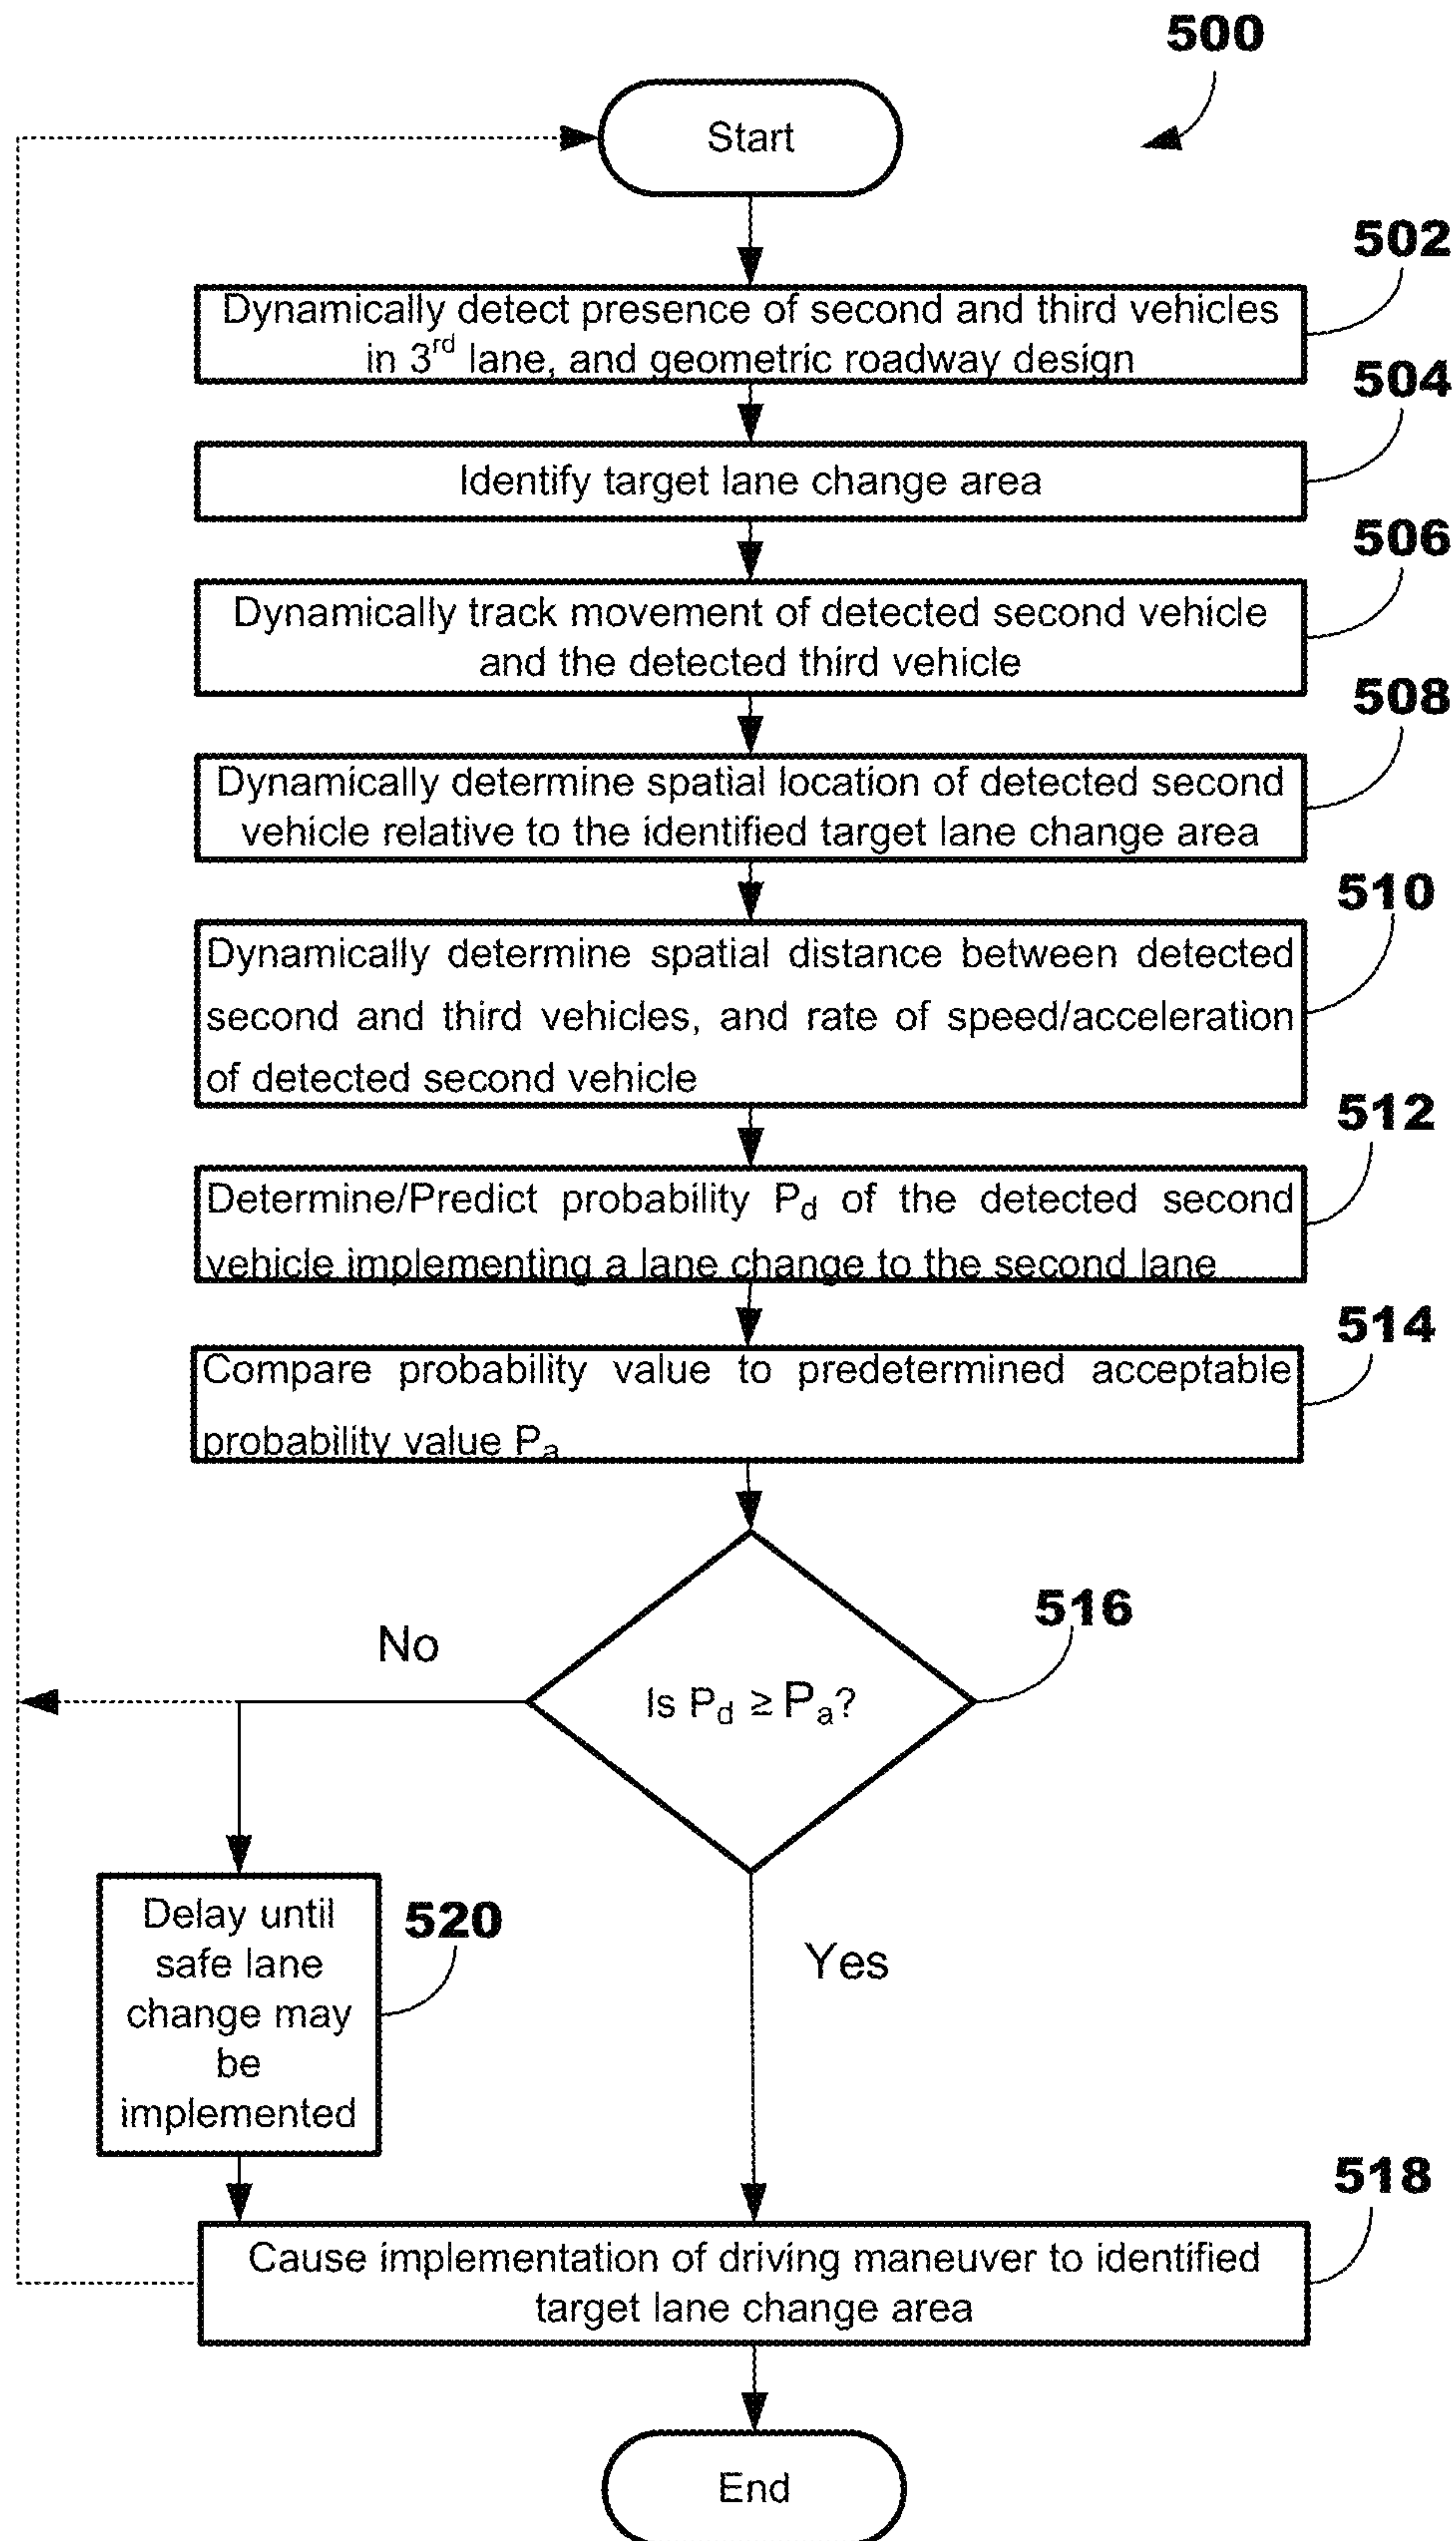 500
Start
502
Dynamically detect presence of second and third vehicles
in 3rd lane, and geometric roadway design
504
Identify target lane change area
506
Dynamically track movement of detected second vehicle
and the detected third vehicle
508
Dynamically determine spatial location of detected second
vehicle relative to the identified target lane change area
510
Dynamically determine spatial distance between detected
second and third vehicles, and rate of speed/acceleration
of detected second vehicle
512
Determine/Predict probability Pd of the detected second
vehicle implementing a lane change to the second lane
514
Compare probability value to predetermined acceptable
probability value Pa
516
No
Is Pd ≥ Pa?
Delay until
safe lane
change may
be
implemented
520
Yes
518
Cause implementation of driving maneuver to identified
target lane change area
End